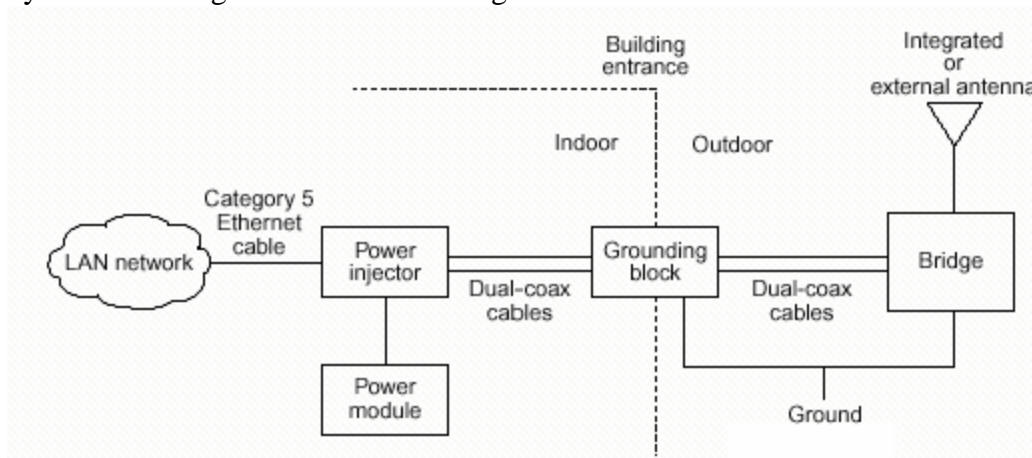 Building
entrance
Integrated
or
external antenna
Indoor
Outdoor
Category 5
Ethernet
cable
LAN network
Power
injector
Dual-coax
cables
Grounding
block
Dual-coax
cables
Bridge
Power
module
Ground